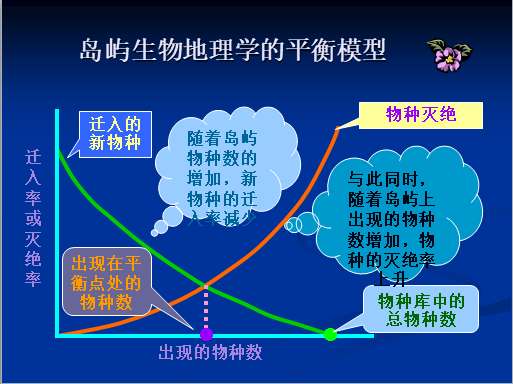 岛屿生物地理学的平衡模型
迁入的
新物种
物种灭绝
随着岛屿
物种数的
增加，新
物种的迁
入率减少
与此同时，
随着岛屿上
出现的物种
数增加，物
种的灭绝率
上升
迁入率或灭绝率
出现在平
衡点处的
物种数
物种库中的
总物种数
出现的物种数